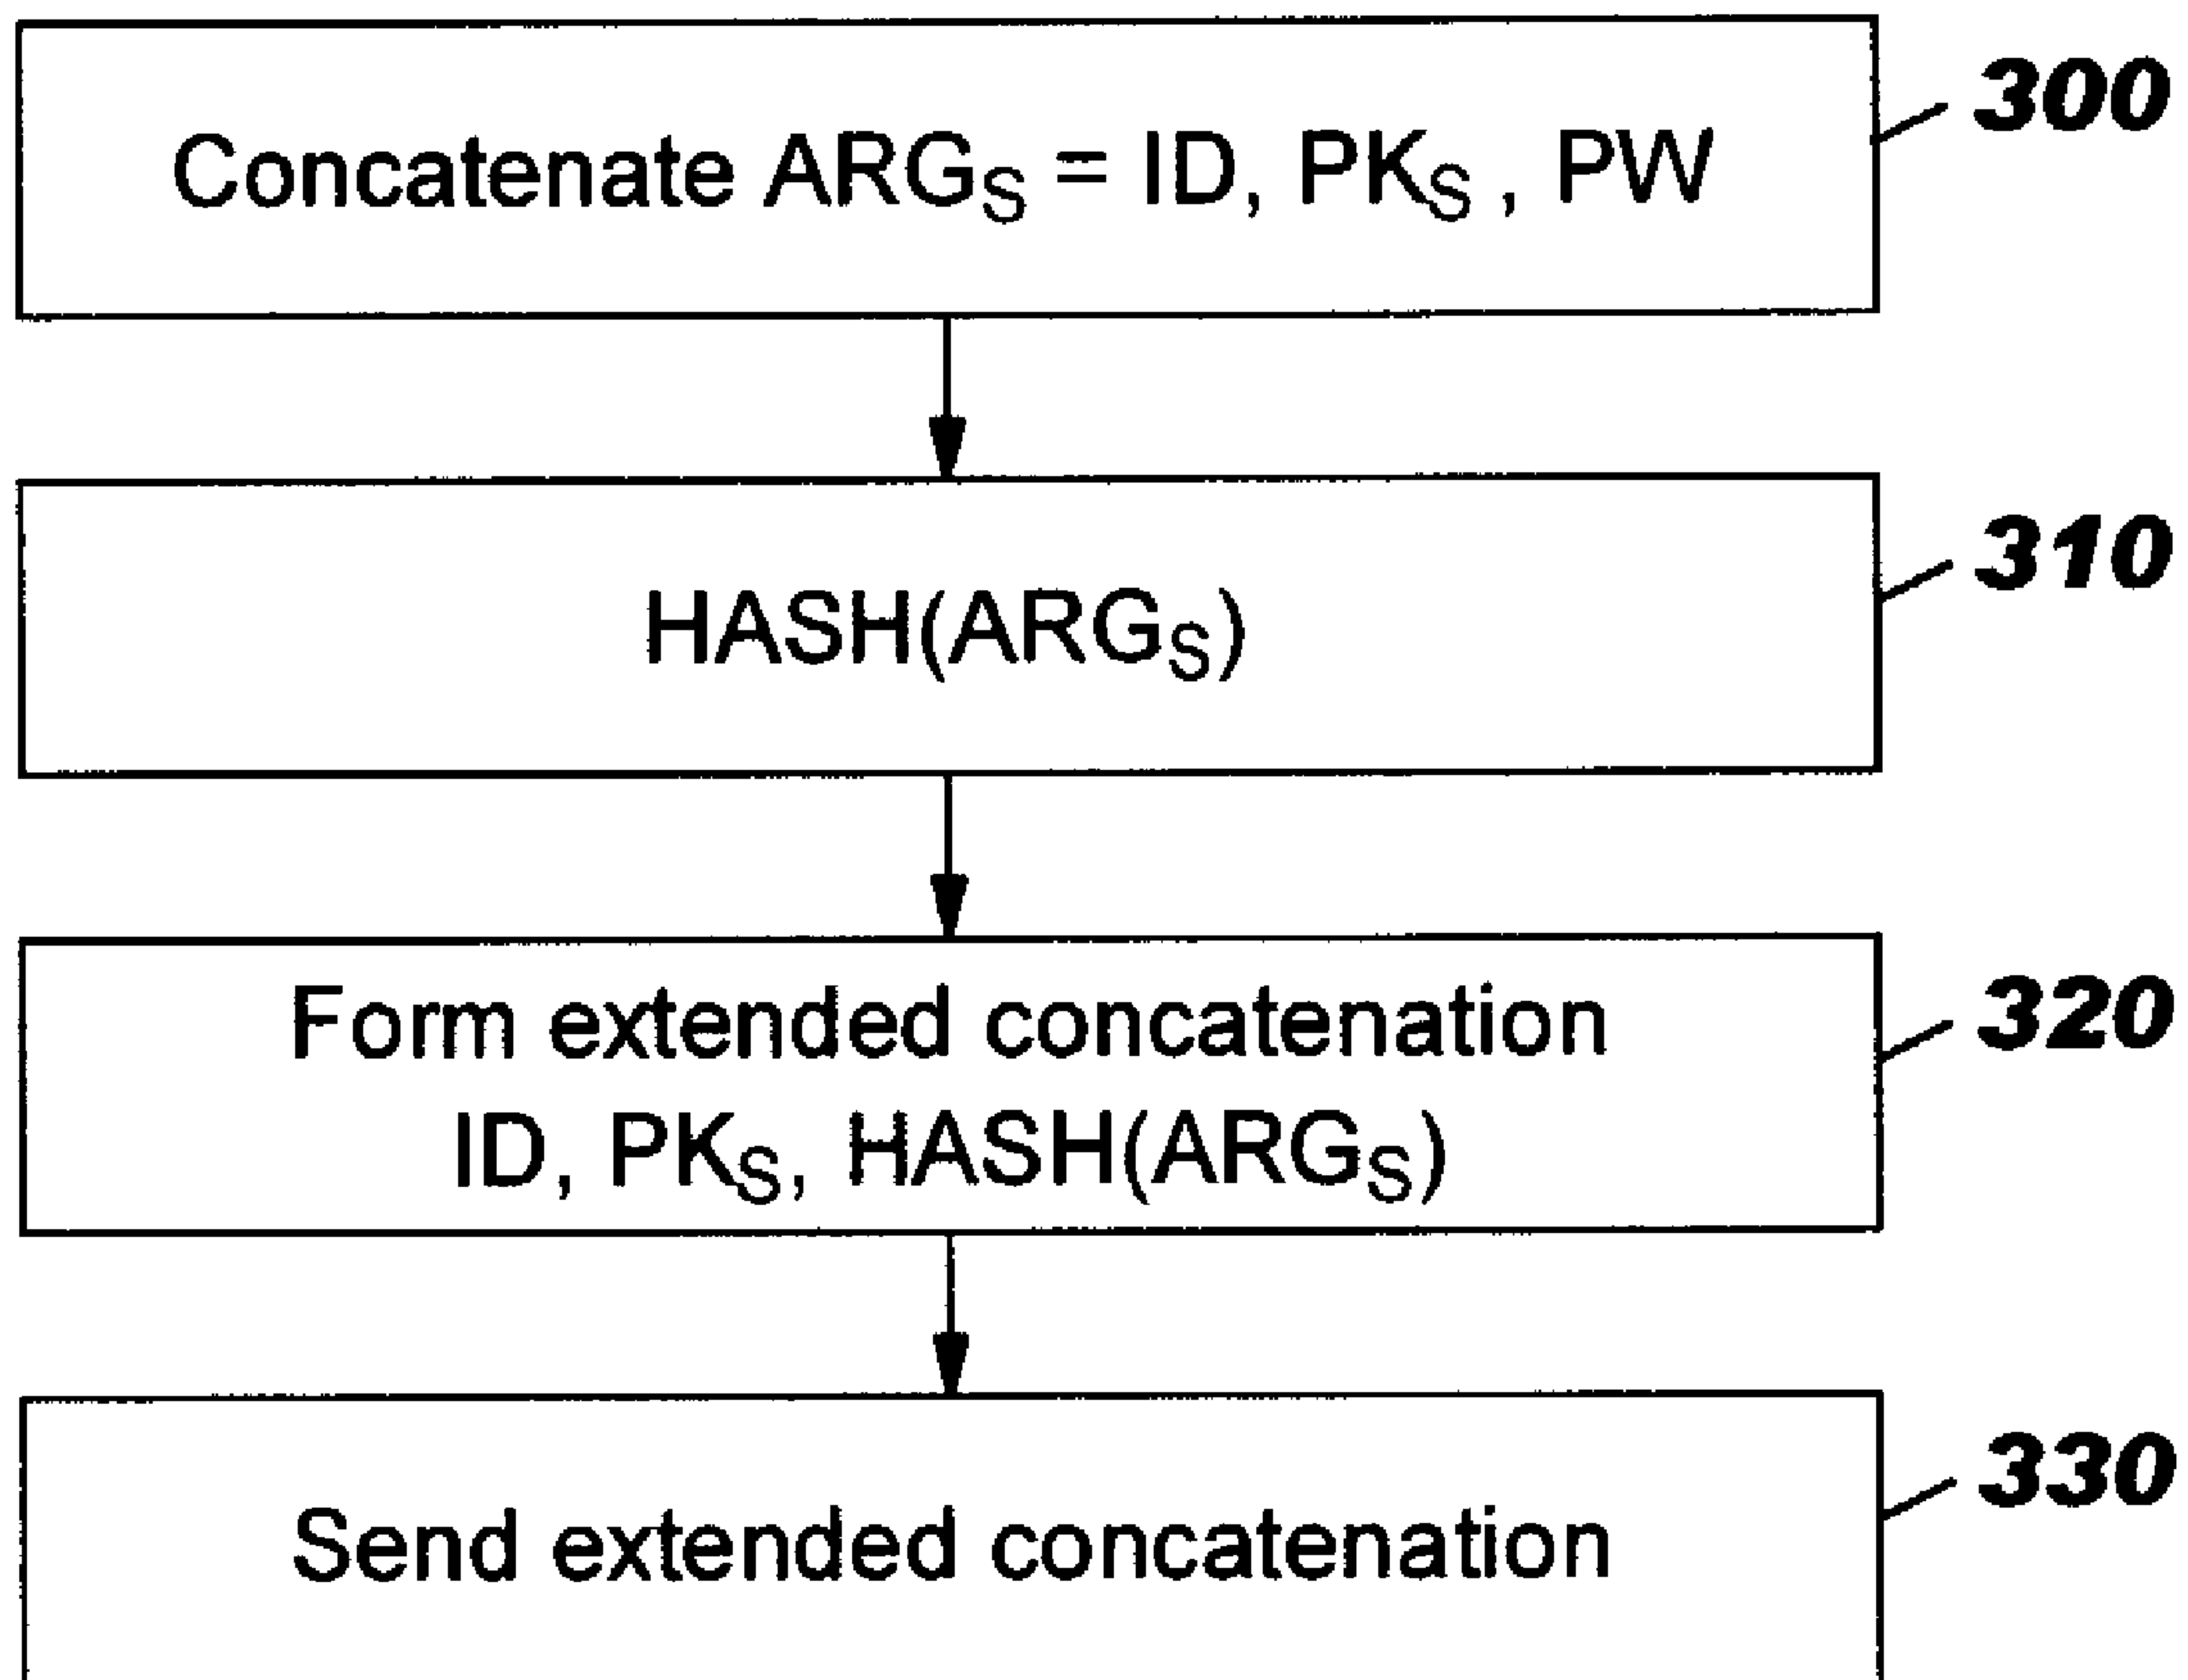 Concatenate ARGS = ID, PKS , PW
300
HASH(ARGS)
310
Form extended concatenation
ID, PKS, HASH(ARGS)
320
Send extended concatenation
330